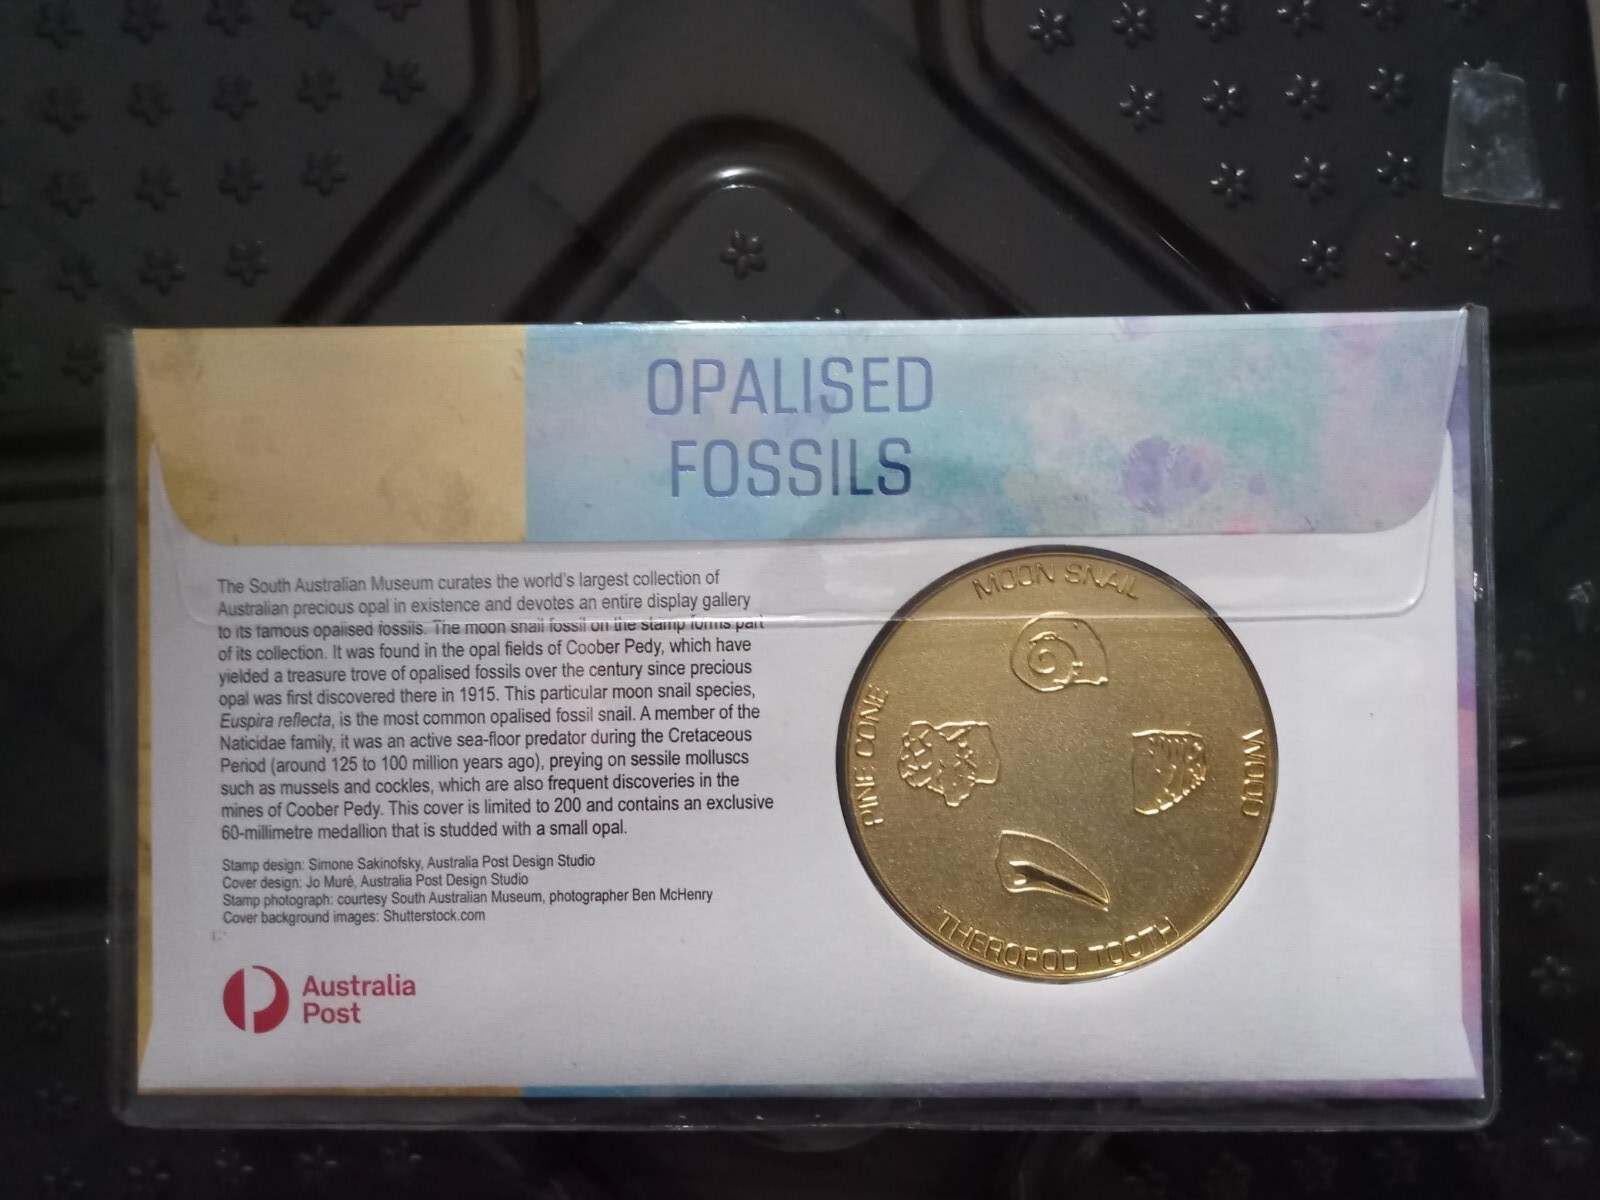 OPALISED
FOSSILS
The South Australian Museum curates the world's largest collection of
Australian precious opal in existence and devotes an entire display gallery
to its famous opalised fossils. The moon snail fossil on the stamp forms part
of its collection. It was found in the opal fields of Coober Pedy, which have
yielded a treasure trove of opalised fossils over the century since precious
opal was first discovered there in 1915. This particular moon snail species,
Euspira reflecta, is the most common opalised fossil snail. A member of the
Naticidae family, it was an active sea-floor predator during the Cretaceous
Period (around 125 to 100 million years ago), preying on sessile molluscs
such as mussels and cockles, which are also frequent discoveries in the
mines of Coober Pedy. This cover is limited to 200 and contains an exclusive
60-millimetre medallion that is studded with a small opal.
Stamp design: Simone Sakinofsky, Australia Post Design Studio
Cover design: Jo Muré, Australia Post Design Studio
Stamp photograph: courtesy South Australian Museum, photographer Ben McHenry
Cover background images: Shutterstock.com
Australia
Post
MOON SNAIL
PINE CONE
WOOD
THEROPOD TOOTH